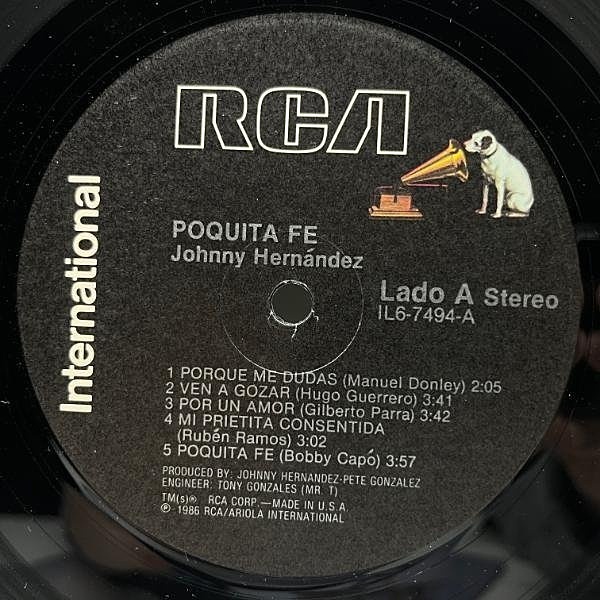 RCA
International
POQUITA FE
Johnny Hernández
Lado A Stereo
IL6-7494-A
1 PORQUE ME DUDAS (Manuel Donley) 2:05
2 VEN A GOZAR (Hugo Guerrero) 3:41
3 POR UN AMOR (Gilberto Parra) 3:42
4 MI PRIETITA CONSENTIDA
(Rubén Ramos) 3:02
5 POQUITA FE (Bobby Capó) 3:57
PRODUCED BY: JOHNNY HERNANDEZ-PETE GONZALEZ
ENGINEER: TONY GONZALES (MR. T)
TM(s)® RCA CORP.—MADE IN U.S.A.
℗-1986 RCA/ARIOLA INTERNATIONAL